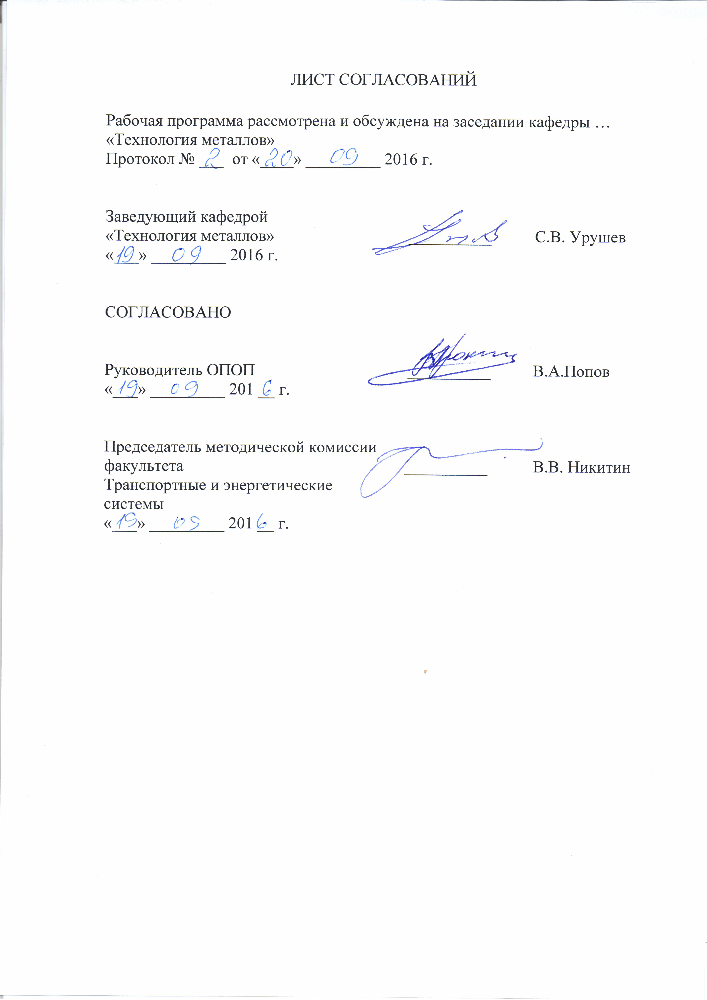 ЛИСТ СОГЛАСОВАНИЙ
Рабочая программа рассмотрена и обсуждена на заседании кафедры …
«Технология металлов»
Протокол № 2 от «20» 09 2016 г.
Заведующий кафедрой
«Технология металлов» С.В. Урушев
«19» 09 2016 г.
СОГЛАСОВАНО
Руководитель ОПОП В.А.Попов
«19» 09 201 6 г.
Председатель методической комиссии
факультета В.В. Никитин
Транспортные и энергетические
системы
«19» 09 201 6 г.